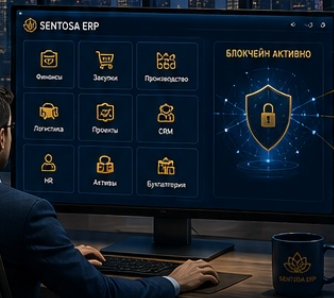 SENTOSA ERP
БЛОКЧЕЙН АКТИВНО
Финансы
Закупки
Производство
Логистика
Проекты
CRM
HR
Активы
Бухгалтерия
SENTOSA ERP